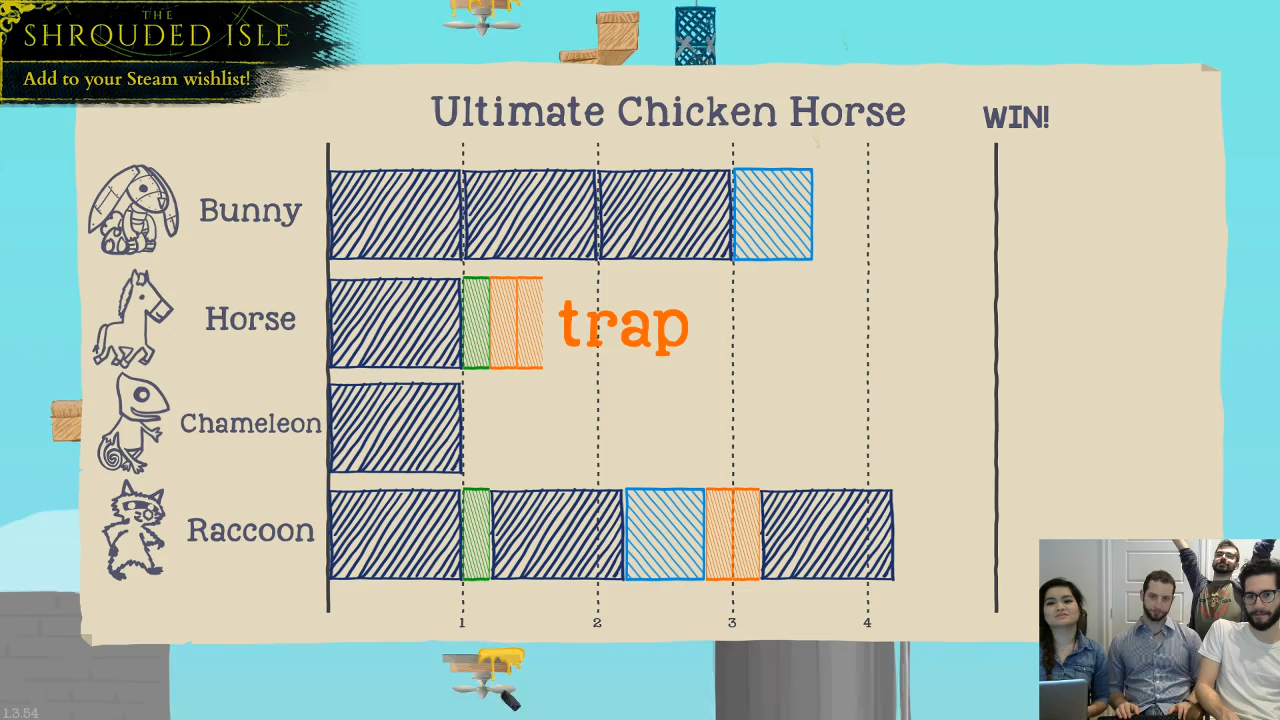 THE
SHROUDED ISLE
Add to your Steam wishlist!
Ultimate Chicken Horse
WIN!
Bunny
Horse
trap
Chameleon
Raccoon
1 2 3 4
1.3.54